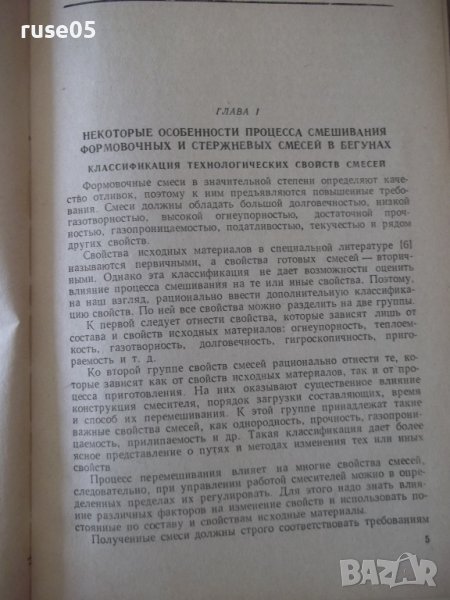 ruse05
ГЛАВА I
НЕКОТОРЫЕ ОСОБЕННОСТИ ПРОЦЕССА СМЕШИВАНИЯ
ФОРМОВОЧНЫХ И СТЕРЖНЕВЫХ СМЕСЕЙ В БЕГУНАХ
КЛАССИФИКАЦИЯ ТЕХНОЛОГИЧЕСКИХ СВОЙСТВ СМЕСЕЙ
Формовочные смеси в значительной степени определяют каче-
ство отливок, поэтому к ним предъявляются повышенные требо-
вания. Смеси должны обладать большой долговечностью, низкой
газотворностью, высокой огнеупорностью, достаточной проч-
ностью, газопроницаемостью, податливостью, текучестью и рядом
других свойств.
Свойства исходных материалов в специальной литературе [6]
называются первичными, а свойства готовых смесей — вторич-
ными. Однако эта классификация не дает возможности оценить
влияние процесса смешивания на те или иные свойства. Поэтому,
на наш взгляд, рационально ввести дополнительную классифика-
цию свойств. По ней все свойства можно разделить на две группы.
К первой следует отнести свойства, которые зависят лишь от
состава и свойств исходных материалов: огнеупорность, теплоем-
кость, газотворность, долговечность, гигроскопичность, приго-
раемость и т. д.
Ко второй группе свойств смесей рационально отнести те, ко-
торые зависят как от свойств исходных материалов, так и от про-
цесса приготовления. На них оказывают существенное влияние
конструкция смесителя, порядок загрузки составляющих, время
и способ их перемешивания. К этой группе принадлежат такие
важные свойства смесей, как однородность, прочность, газопрони-
цаемость, прилипаемость и др. Такая классификация дает более
ясное представление о путях и методах изменения тех или иных
свойств
Процесс перемешивания влияет на многие свойства смесей,
следовательно, при управлении работой смесителей можно в опре-
деленных пределах их регулировать. Для этого надо знать влия-
ние различных факторов на изменение свойств и использовать по-
стоянные по составу и свойствам исходные материалы.
Полученные смеси должны строго соответствовать требованиям
5
BAZAR
bg